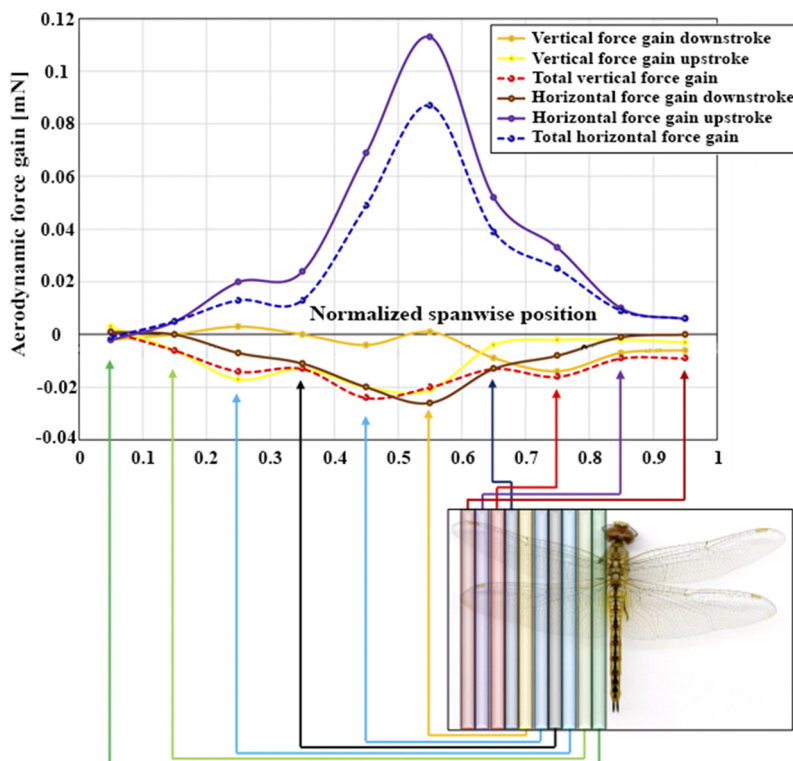 Aerodynamic force gain [mN]
0.12
0.1
0.08
0.06
0.04
0.02
0
-0.02
-0.04
Vertical force gain downstroke
Vertical force gain upstroke
Total vertical force gain
Horizontal force gain downstroke
Horizontal force gain upstroke
Total horizontal force gain
Normalized spanwise position
0 0.1 0.2 0.3 0.4 0.5 0.6 0.7 0.8 0.9 1